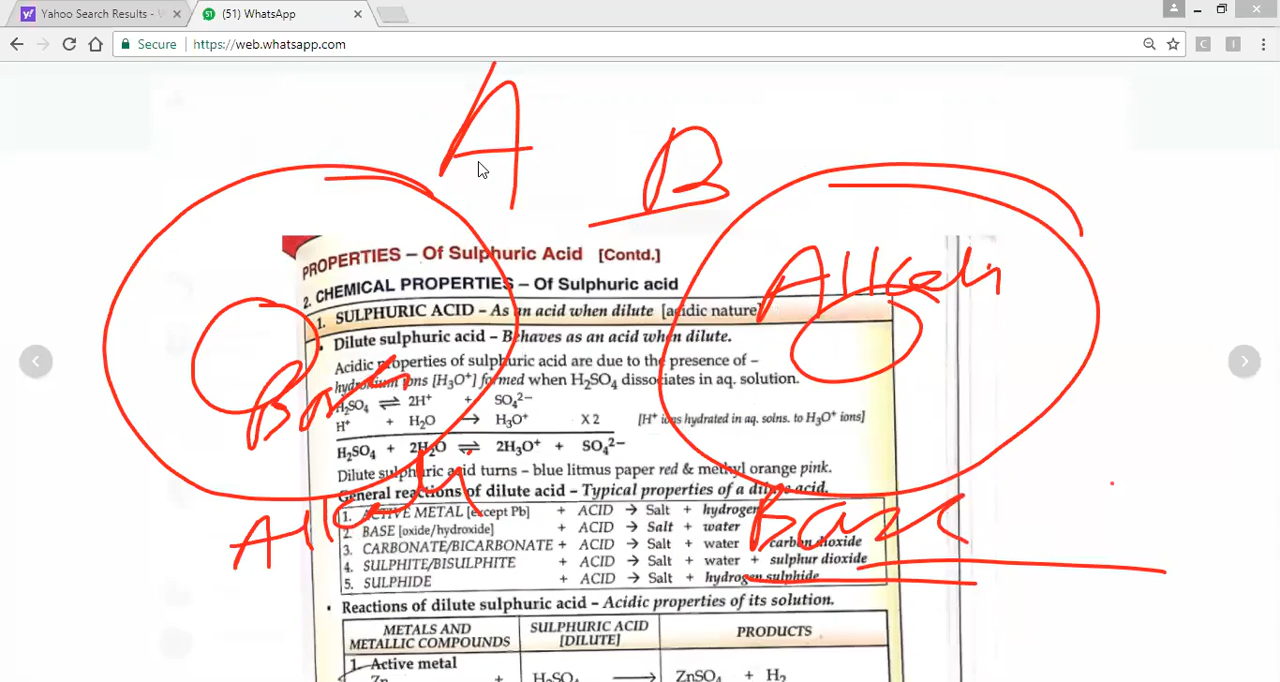 Yahoo Search Results - (51) WhatsApp
Secure https://web.whatsapp.com
A
B
PROPERTIES – Of Sulphuric Acid [Contd.]
Alkali
2. CHEMICAL PROPERTIES – Of Sulphuric acid
1. SULPHURIC ACID – As an acid when dilute [acidic nature]
• Dilute sulphuric acid – Behaves as an acid when dilute.
Acidic properties of sulphuric acid are due to the presence of –
hydronium ions [H₃O⁺] formed when H₂SO₄ dissociates in aq. solution.
Base
H₂SO₄ ⇌ 2H⁺ + SO₄²⁻
H⁺ + H₂O → H₃O⁺ X 2 [H⁺ ions hydrated in aq. solns. to H₃O⁺ ions]
H₂SO₄ + 2H₂O ⇌ 2H₃O⁺ + SO₄²⁻
Dilute sulphuric acid turns – blue litmus paper red & methyl orange pink.
General reactions of dilute acid – Typical properties of a dilute acid.
Alkali
Base
1. ACTIVE METAL [except Pb] + ACID → Salt + hydrogen
2. BASE [oxide/hydroxide] + ACID → Salt + water
3. CARBONATE/BICARBONATE + ACID → Salt + water + carbon dioxide
4. SULPHITE/BISULPHITE + ACID → Salt + water + sulphur dioxide
5. SULPHIDE + ACID → Salt + hydrogen sulphide
• Reactions of dilute sulphuric acid – Acidic properties of its solution.
METALS AND METALLIC COMPOUNDS SULPHURIC ACID [DILUTE] PRODUCTS
1. Active metal
Zn + H₂SO₄ → ZnSO₄ + H₂